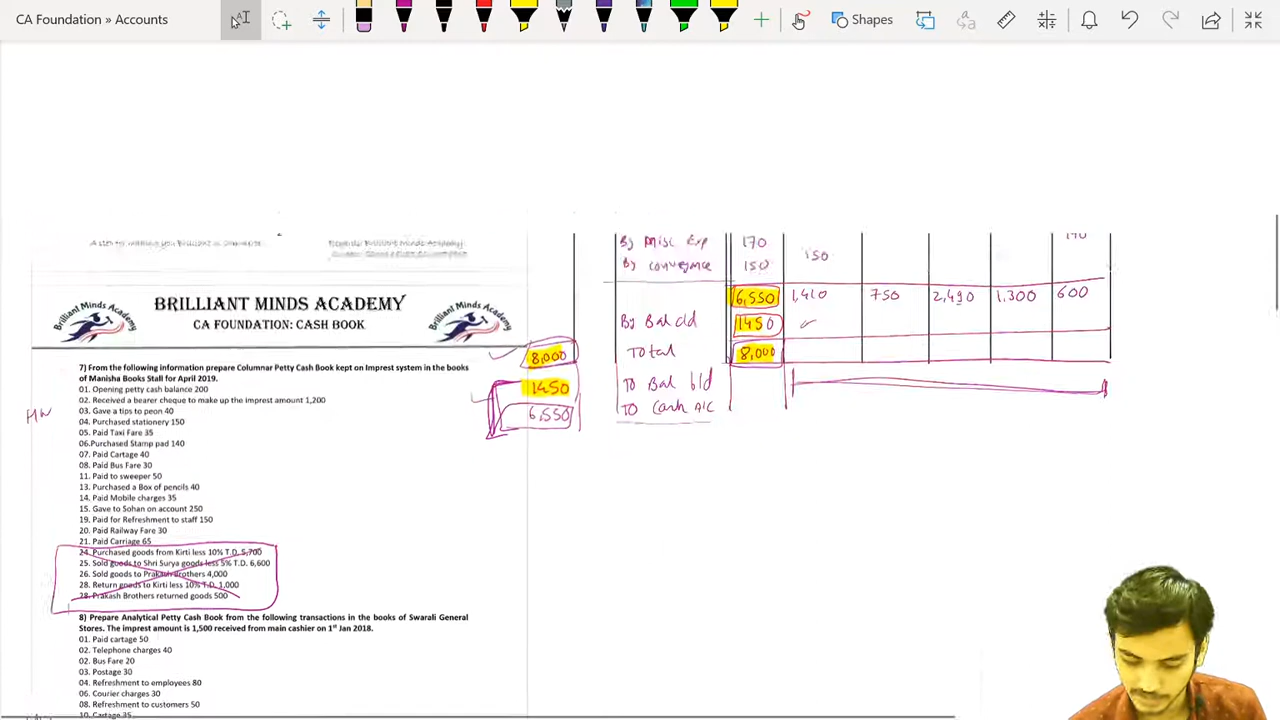 CA Foundation » Accounts
Shapes
BRILLIANT MINDS ACADEMY
CA FOUNDATION: CASH BOOK
Brilliant Minds Academy
Brilliant Minds Academy
7) From the following information prepare Columnar Petty Cash Book kept on Imprest system in the books
of Manisha Books Stall for April 2019.
01. Opening petty cash balance 200
02. Received a bearer cheque to make up the imprest amount 1,200
HW
03. Gave a tips to peon 40
04. Purchased stationery 150
05. Paid Taxi Fare 35
06.Purchased Stamp pad 140
07. Paid Cartage 40
08. Paid Bus Fare 30
11. Paid to sweeper 50
13. Purchased a Box of pencils 40
14. Paid Mobile charges 35
15. Gave to Sohan on account 250
19. Paid for Refreshment to staff 150
20. Paid Railway Fare 30
21. Paid Carriage 65
24. Purchased goods from Kirti less 10% T.D. 5,700
25. Sold goods to Shri Surya goods less 5% T.D. 6,600
26. Sold goods to Prakash Brothers 4,000
28. Return goods to Kirti less 10% T.D. 1,000
28. Prakash Brothers returned goods 500
8) Prepare Analytical Petty Cash Book from the following transactions in the books of Swarali General
Stores. The imprest amount is 1,500 received from main cashier on 1st Jan 2018.
01. Paid cartage 50
02. Telephone charges 40
02. Bus Fare 20
03. Postage 30
04. Refreshment to employees 80
06. Courier charges 30
08. Refreshment to customers 50
10. Cartage 35
8,000
1450
6,550
By Misc Exp 170
By conveyance 150 150
6,550 1,410 750 2,490 1,300 600
By Bal c/d 1450
Total 8,000
To Bal b/d
To Cash A/C